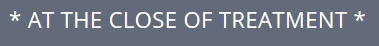 * AT THE CLOSE OF TREATMENT *